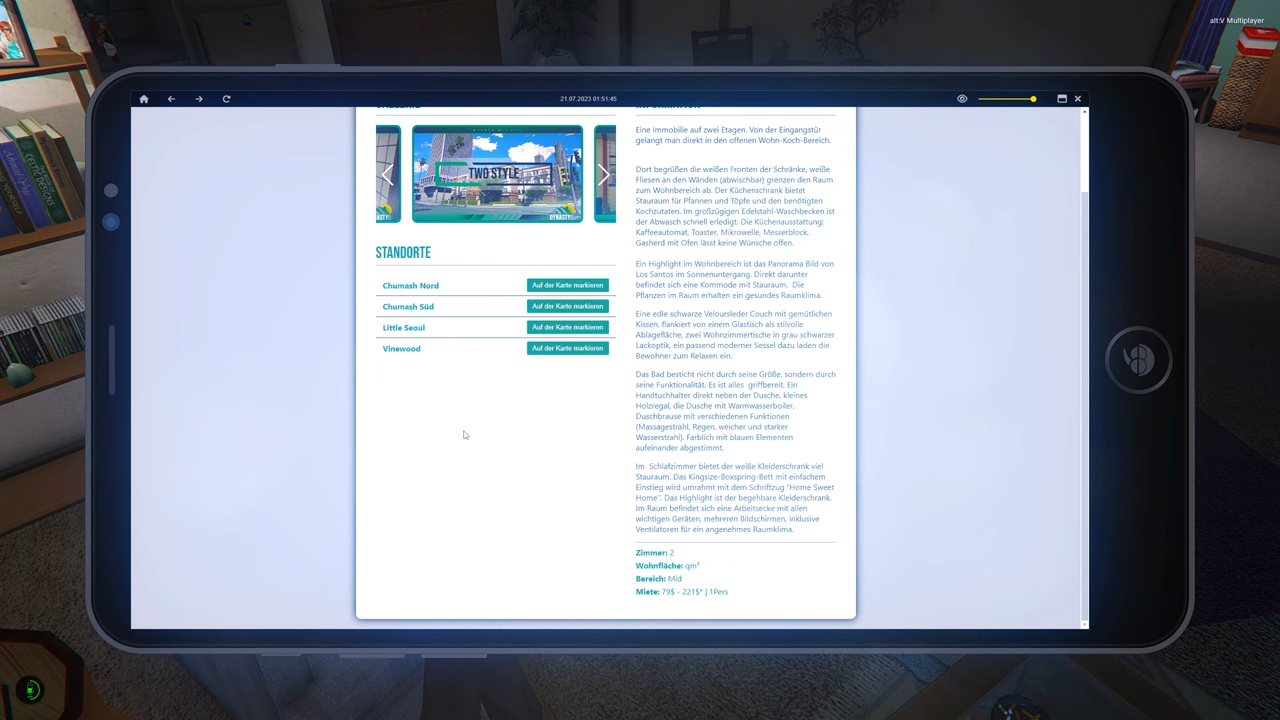 alt:V Multiplayer
21.07.2023 01:51:45
TWO STYLE
DYNASTY
STANDORTE
Chumash Nord Auf der Karte markieren
Chumash Süd Auf der Karte markieren
Little Seoul Auf der Karte markieren
Vinewood Auf der Karte markieren
Eine Immobilie auf zwei Etagen. Von der Eingangstür
gelangt man direkt in den offenen Wohn-Koch-Bereich.
Dort begrüßen die weißen Fronten der Schränke, weiße
Fliesen an den Wänden (abwischbar) grenzen den Raum
zum Wohnbereich ab. Der Küchenschrank bietet
Stauraum für Pfannen und Töpfe und den benötigten
Kochzutaten. Im großzügigen Edelstahl-Waschbecken ist
der Abwasch schnell erledigt. Die Küchenausstattung:
Kaffeeautomat, Toaster, Mikrowelle, Messerblock,
Gasherd mit Ofen lässt keine Wünsche offen.
Ein Highlight im Wohnbereich ist das Panorama Bild von
Los Santos im Sonnenuntergang. Direkt darunter
befindet sich eine Kommode mit Stauraum.  Die
Pflanzen im Raum erhalten ein gesundes Raumklima.
Eine edle schwarze Veloursleder Couch mit gemütlichen
Kissen, flankiert von einem Glastisch als stilvolle
Ablagefläche, zwei Wohnzimmertische in grau schwarzer
Lackoptik, ein passend moderner Sessel dazu laden die
Bewohner zum Relaxen ein.
Das Bad besticht nicht durch seine Größe, sondern durch
seine Funktionalität. Es ist alles  griffbereit. Ein
Handtuchhalter direkt neben der Dusche, kleines
Holzregal, die Dusche mit Warmwasserboiler,
Duschbrause mit verschiedenen Funktionen
(Massagestrahl, Regen, weicher und starker
Wasserstrahl). Farblich mit blauen Elementen
aufeinander abgestimmt.
Im  Schlafzimmer bietet der weiße Kleiderschrank viel
Stauraum. Das Kingsize-Boxspring-Bett mit einfachem
Einstieg wird umrahmt mit dem Schriftzug "Home Sweet
Home". Das Highlight ist der begehbare Kleiderschrank.
Im Raum befindet sich eine Arbeitsecke mit allen
wichtigen Geräten, mehreren Bildschirmen, inklusive
Ventilatoren für ein angenehmes Raumklima.
Zimmer: 2
Wohnfläche: qm²
Bereich: Mid
Miete: 79$ - 221$* | 1Pers